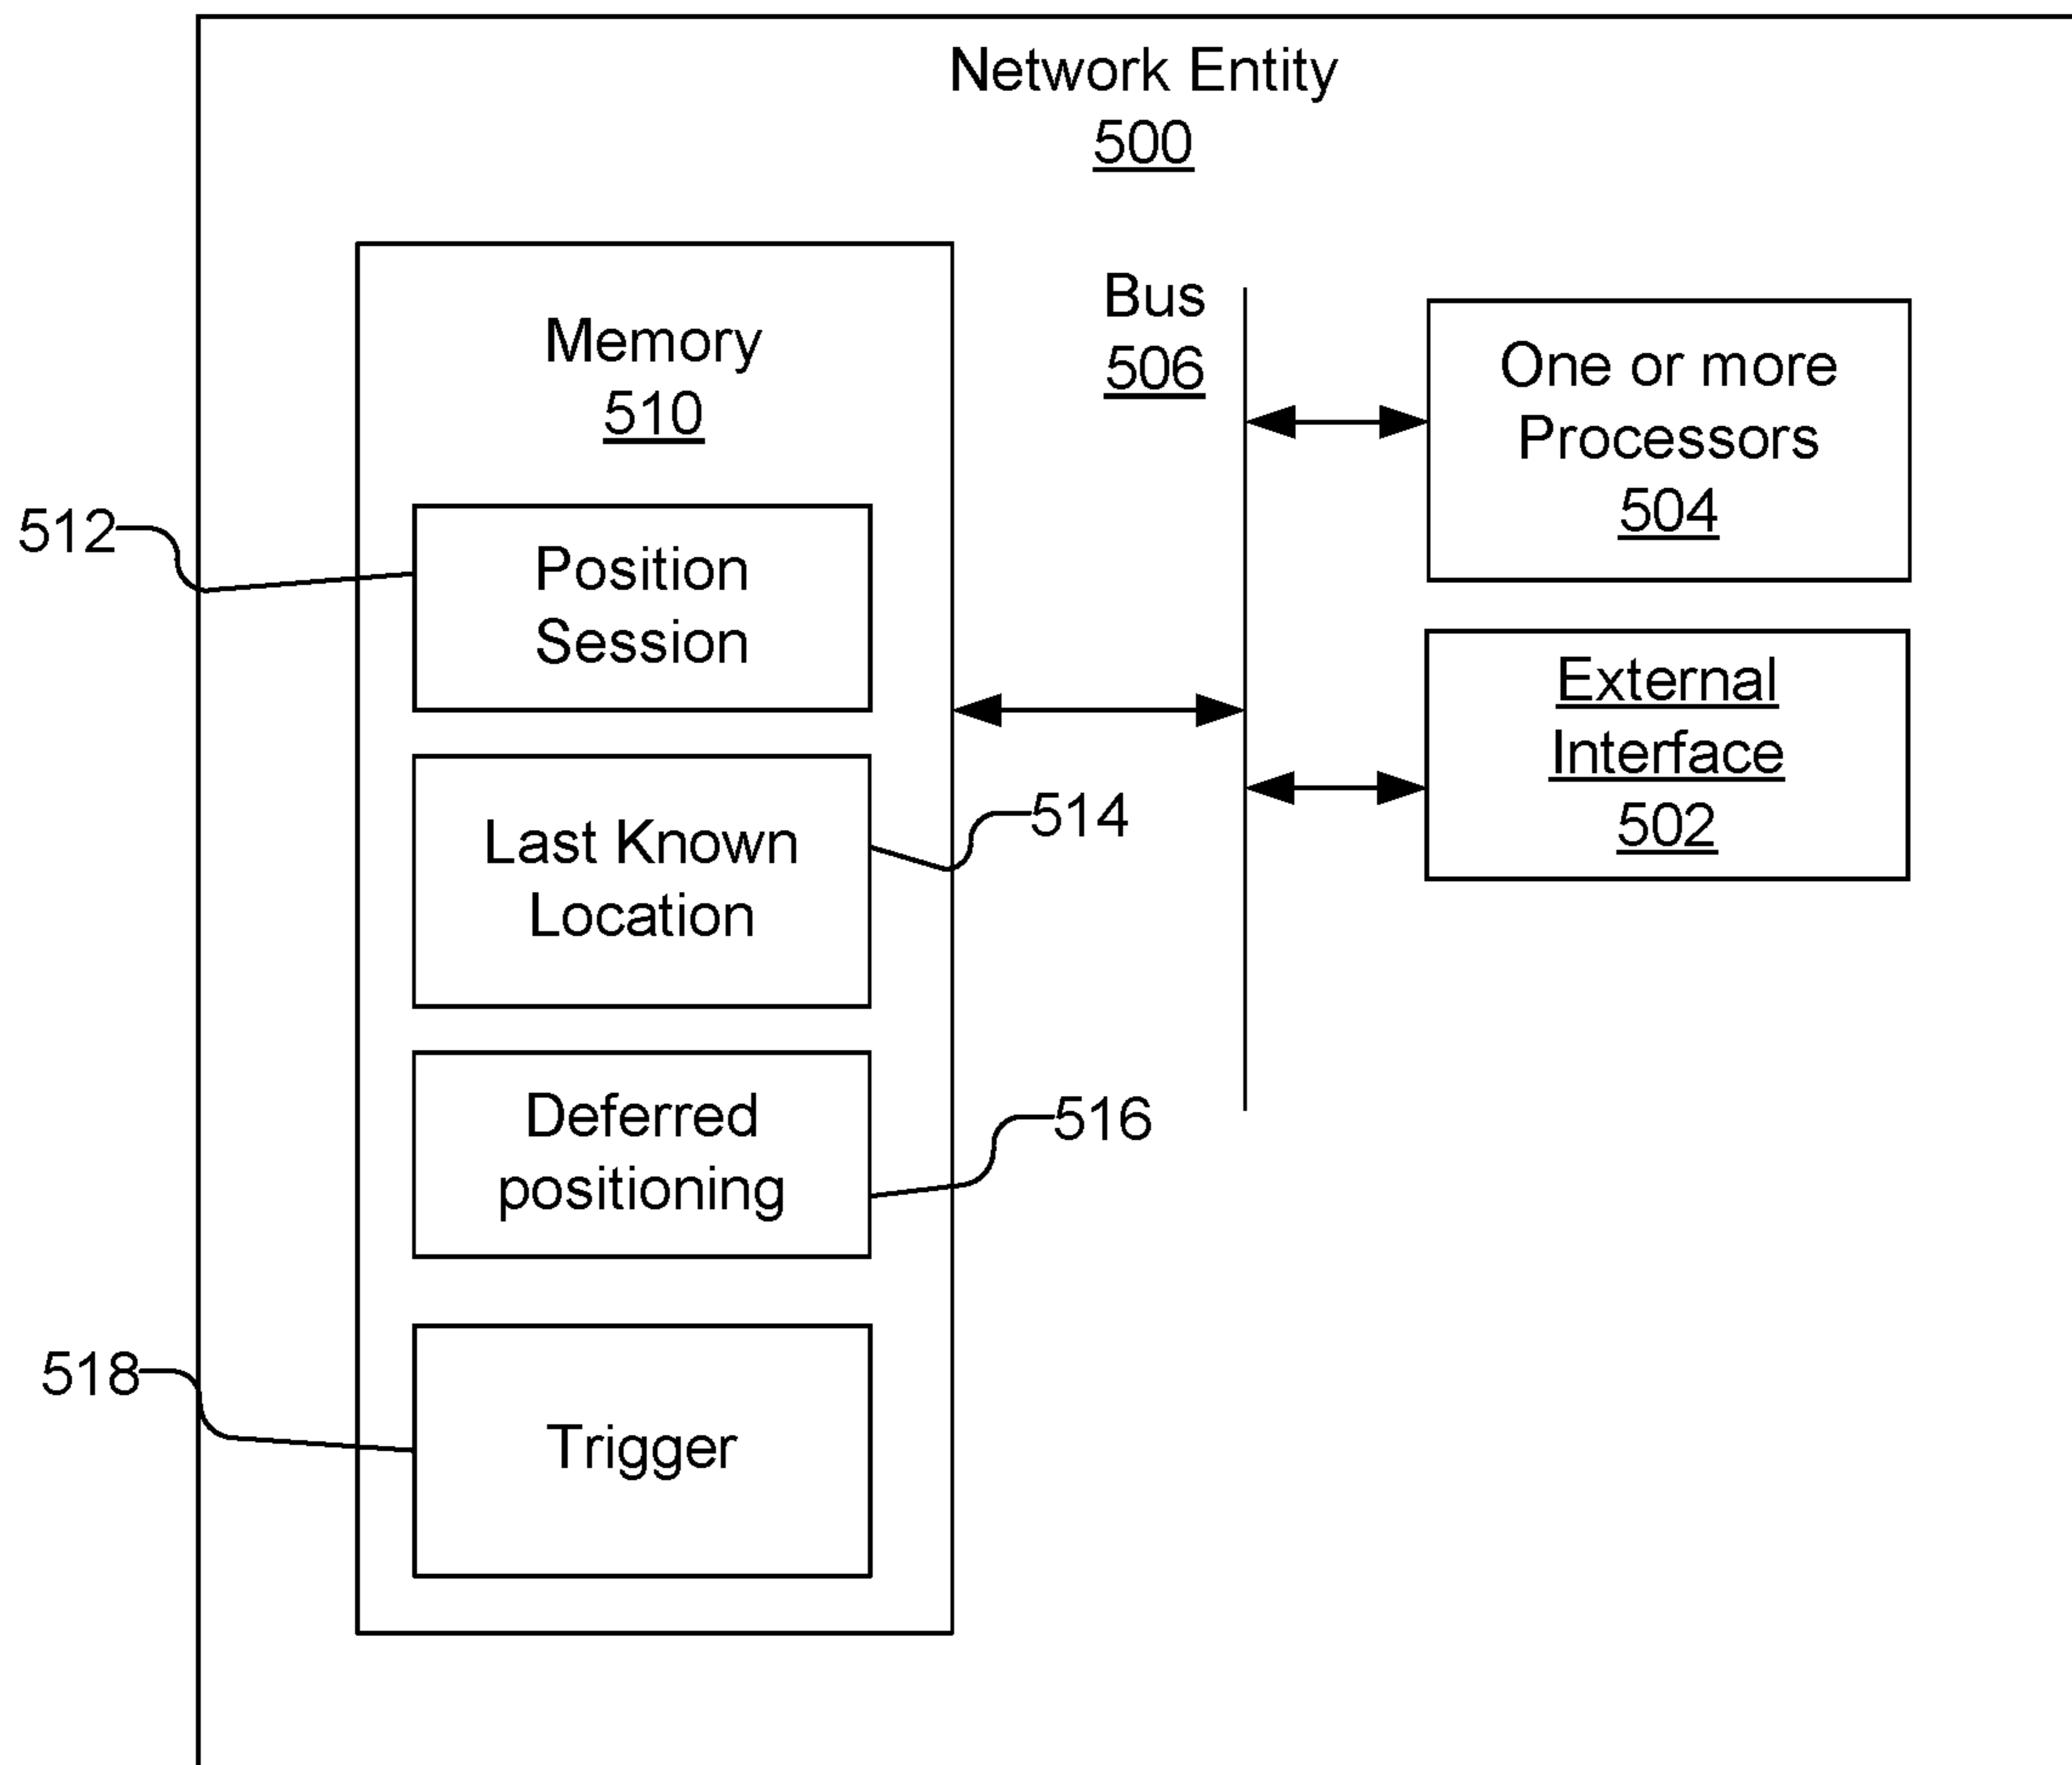 Network Entity
500
Memory
510
Bus
506
One or more
Processors
504
512
Position
Session
External
Interface
502
Last Known
Location
514
Deferred
positioning
516
518
Trigger